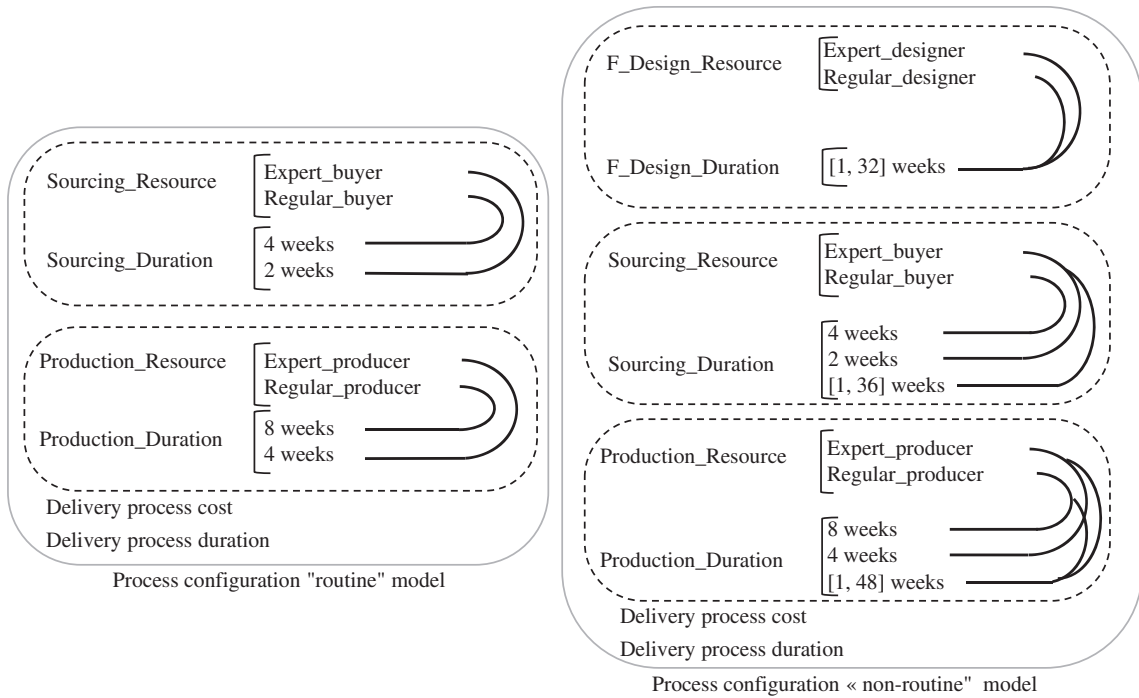 Sourcing_Resource
Expert_buyer
Regular_buyer
Sourcing_Duration
4 weeks
2 weeks
Production_Resource
Expert_producer
Regular_producer
Production_Duration
8 weeks
4 weeks
Delivery process cost
Delivery process duration
Process configuration "routine" model
F_Design_Resource
Expert_designer
Regular_designer
F_Design_Duration
[1, 32] weeks
Sourcing_Resource
Expert_buyer
Regular_buyer
Sourcing_Duration
4 weeks
2 weeks
[1, 36] weeks
Production_Resource
Expert_producer
Regular_producer
Production_Duration
8 weeks
4 weeks
[1, 48] weeks
Delivery process cost
Delivery process duration
Process configuration « non-routine" model